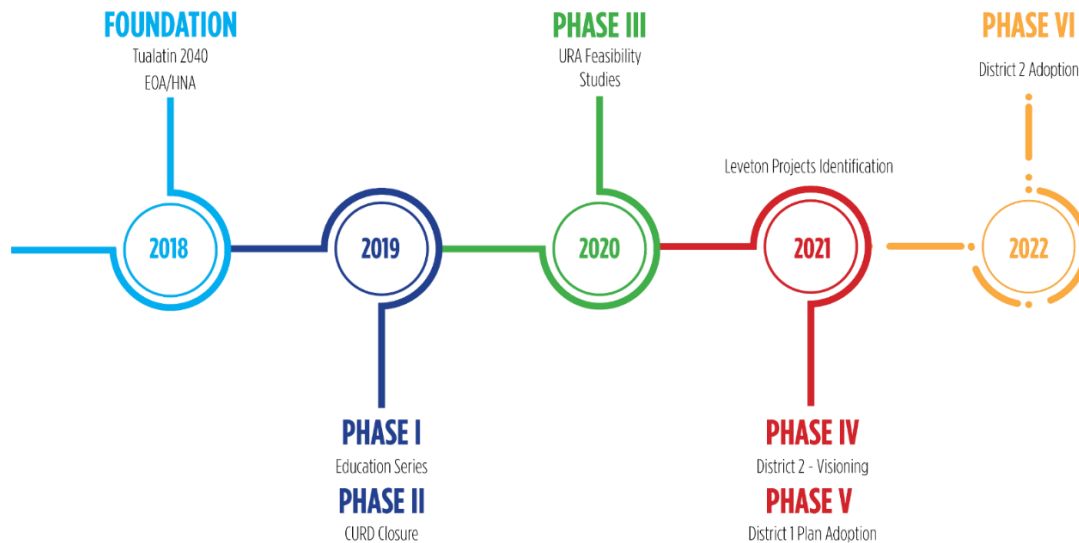 FOUNDATION
Tualatin 2040
EOA/HNA
2018
2019
PHASE I
Education Series
PHASE II
CURD Closure
PHASE III
URA Feasibility
Studies
2020
Leveton Projects Identification
2021
PHASE IV
District 2 - Visioning
PHASE V
District 1 Plan Adoption
PHASE VI
District 2 Adoption
2022